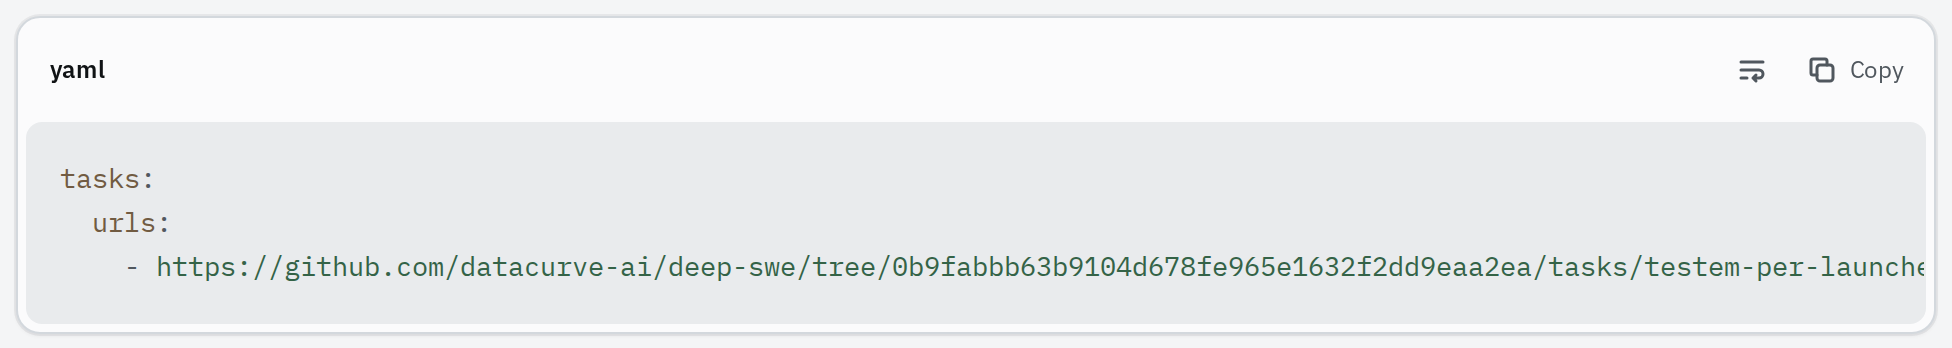 yaml
Copy
tasks:
  urls:
    - https://github.com/datacurve-ai/deep-swe/tree/0b9fabbb63b9104d678fe965e1632f2dd9eaa2ea/tasks/testem-per-launche